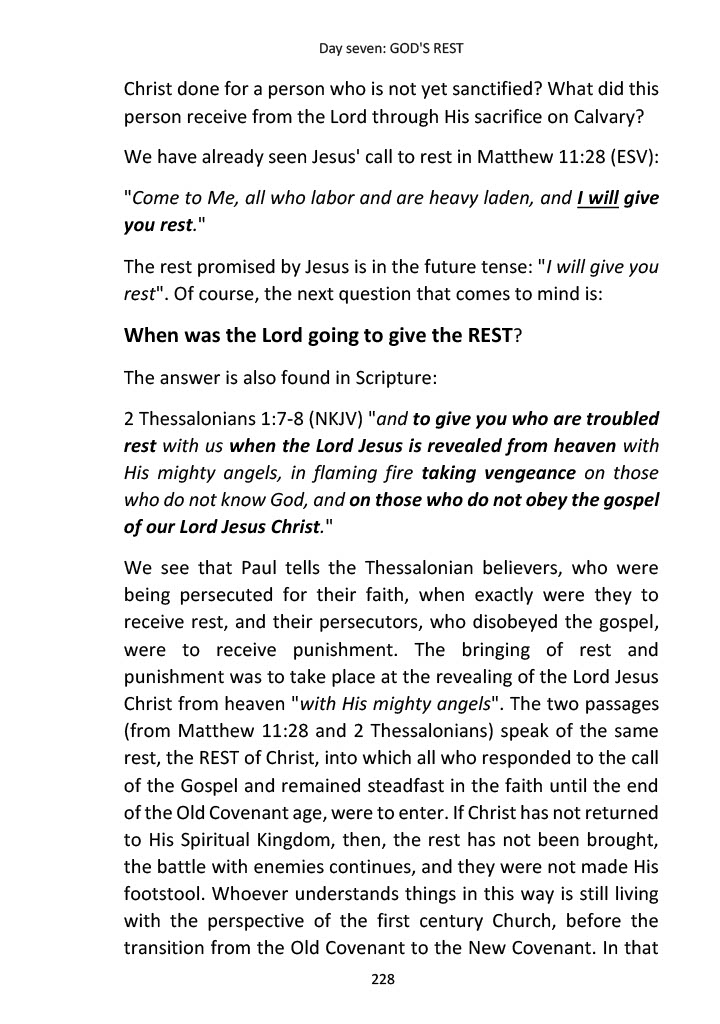 Day seven: GOD'S REST
Christ done for a person who is not yet sanctified? What did this
person receive from the Lord through His sacrifice on Calvary?
We have already seen Jesus' call to rest in Matthew 11:28 (ESV):
"Come to Me, all who labor and are heavy laden, and I will give
you rest."
The rest promised by Jesus is in the future tense: "I will give you
rest". Of course, the next question that comes to mind is:
When was the Lord going to give the REST?
The answer is also found in Scripture:
2 Thessalonians 1:7-8 (NKJV) "and to give you who are troubled
rest with us when the Lord Jesus is revealed from heaven with
His mighty angels, in flaming fire taking vengeance on those
who do not know God, and on those who do not obey the gospel
of our Lord Jesus Christ."
We see that Paul tells the Thessalonian believers, who were
being persecuted for their faith, when exactly were they to
receive rest, and their persecutors, who disobeyed the gospel,
were to receive punishment. The bringing of rest and
punishment was to take place at the revealing of the Lord Jesus
Christ from heaven "with His mighty angels". The two passages
(from Matthew 11:28 and 2 Thessalonians) speak of the same
rest, the REST of Christ, into which all who responded to the call
of the Gospel and remained steadfast in the faith until the end
of the Old Covenant age, were to enter. If Christ has not returned
to His Spiritual Kingdom, then, the rest has not been brought,
the battle with enemies continues, and they were not made His
footstool. Whoever understands things in this way is still living
with the perspective of the first century Church, before the
transition from the Old Covenant to the New Covenant. In that
228